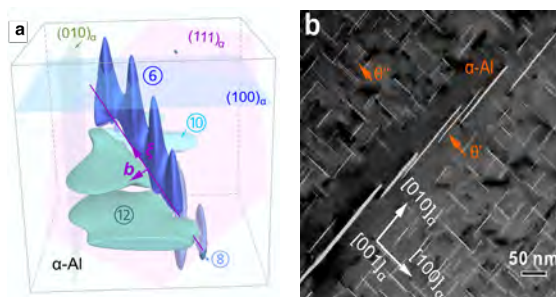 a
(010)α
(111)α
⑥
(100)α
⑩
b
⑫
α-Al
⑧
b
θ"
α-Al
θ'
[010]α
[001]α
[100]α
50 nm